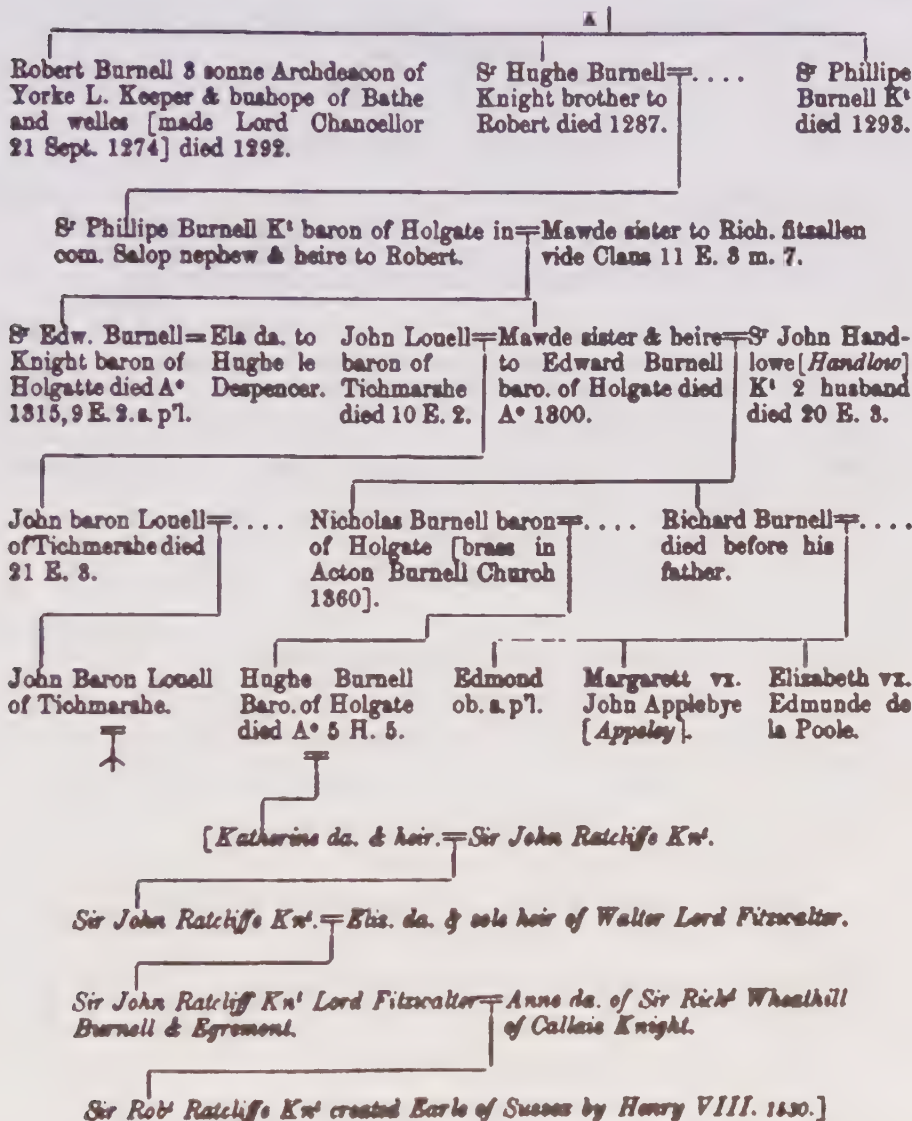 A
Robert Burnell 3 sonne Archdeacon of
Yorke L. Keeper & bushope of Bathe
and welles [made Lord Chancellor
21 Sept. 1274] died 1292.
Sr Hughe Burnell= . . . .
Knight brother to
Robert died 1287.
Sr Phillipe
Burnell Kt
died 1293.
Sr Phillipe Burnell Kt baron of Holgate in=Mawde sister to Rich. fitzallen
com. Salop nephew & heire to Robert. vide Claus 11 E. 3 m. 7.
Sr Edw. Burnell=Ela da. to
Knight baron of Hughe le
Holgatte died Ao Despencer.
1315, 9 E. 2. s. p'l.
John Louell=Mawde sister & heire=Sr John Hand-
baron of to Edward Burnell lowe [Handlow]
Tichmarshe baro. of Holgate died Kt 2 husband
died 10 E. 2. Ao 1300. died 20 E. 3.
John baron Louell= . . . .
of Tichmershe died
21 E. 3.
Nicholas Burnell baron= . . . .
of Holgate [brass in
Acton Burnell Church
1360].
Richard Burnell= . . . .
died before his
father.
John Baron Louell
of Tichmarshe.
Hughe Burnell
Baro. of Holgate
died Ao 5 H. 5.
Edmond
ob. s. p'l.
Margarett vx.
John Applebye
[Appeley].
Elizabeth vx.
Edmunde de
la Poole.
[Katherine da. & heir.=Sir John Ratcliffe Knt.
Sir John Ratcliffe Knt.=Elis. da. & sole heir of Walter Lord Fitzwalter.
Sir John Ratcliff Knt Lord Fitzwalter=Anne da. of Sir Richd Wheathill
Burnell & Egremont. of Callais Knight.
Sir Robt Ratcliffe Knt created Earle of Sussex by Henry VIII. 1530.]